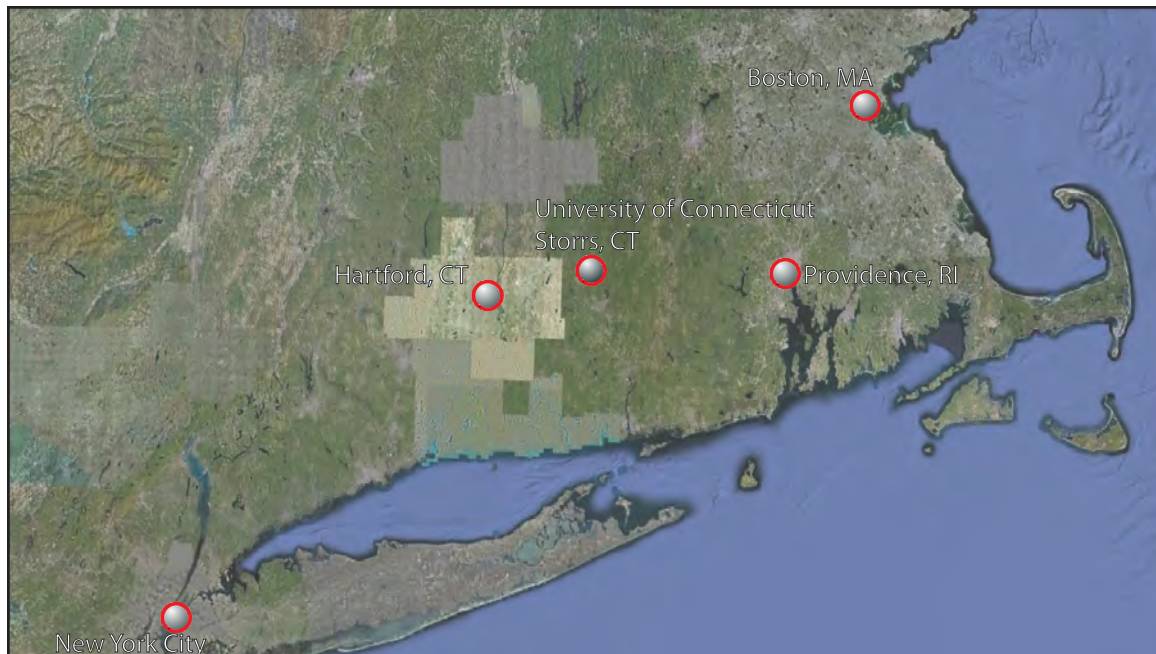 Boston, MA
University of Connecticut
Storrs, CT
Hartford, CT
Providence, RI
New York City